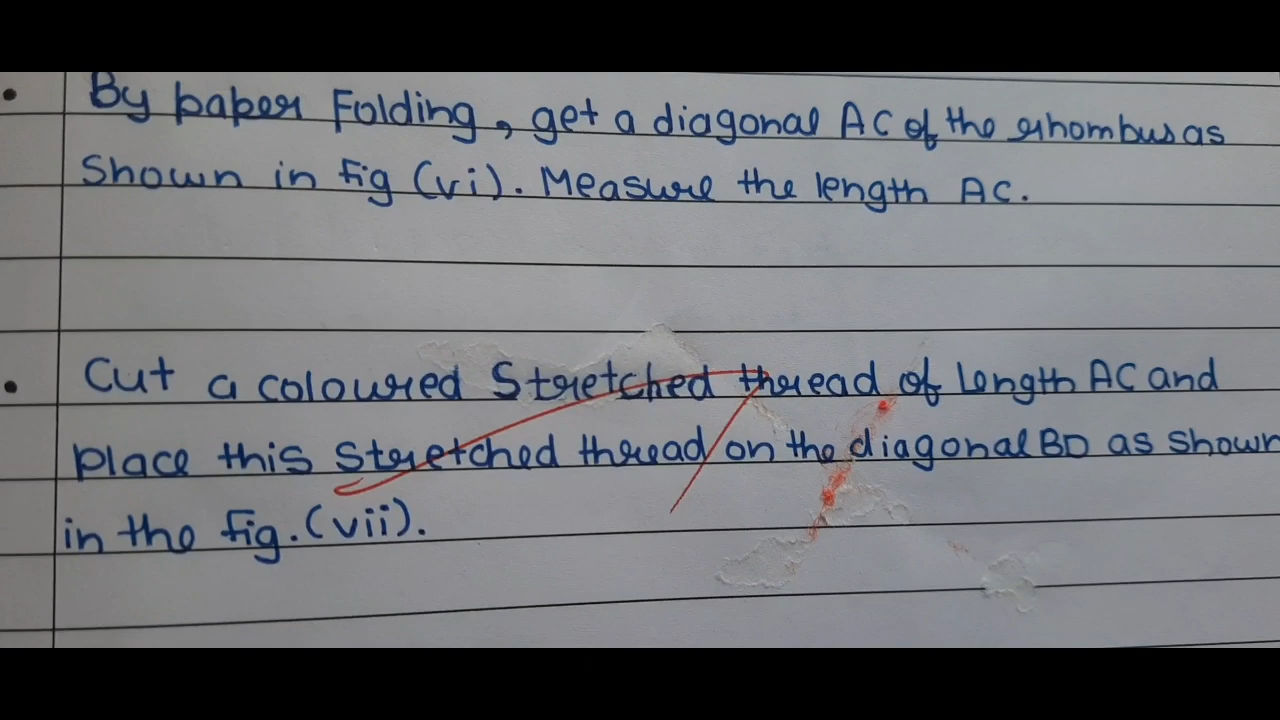 • By paper Folding, get a diagonal AC of the rhombus as
shown in fig (vi). Measure the length AC.
• Cut a coloured stretched thread of length AC and
place this stretched thread on the diagonal BD as shown
in the fig. (vii).